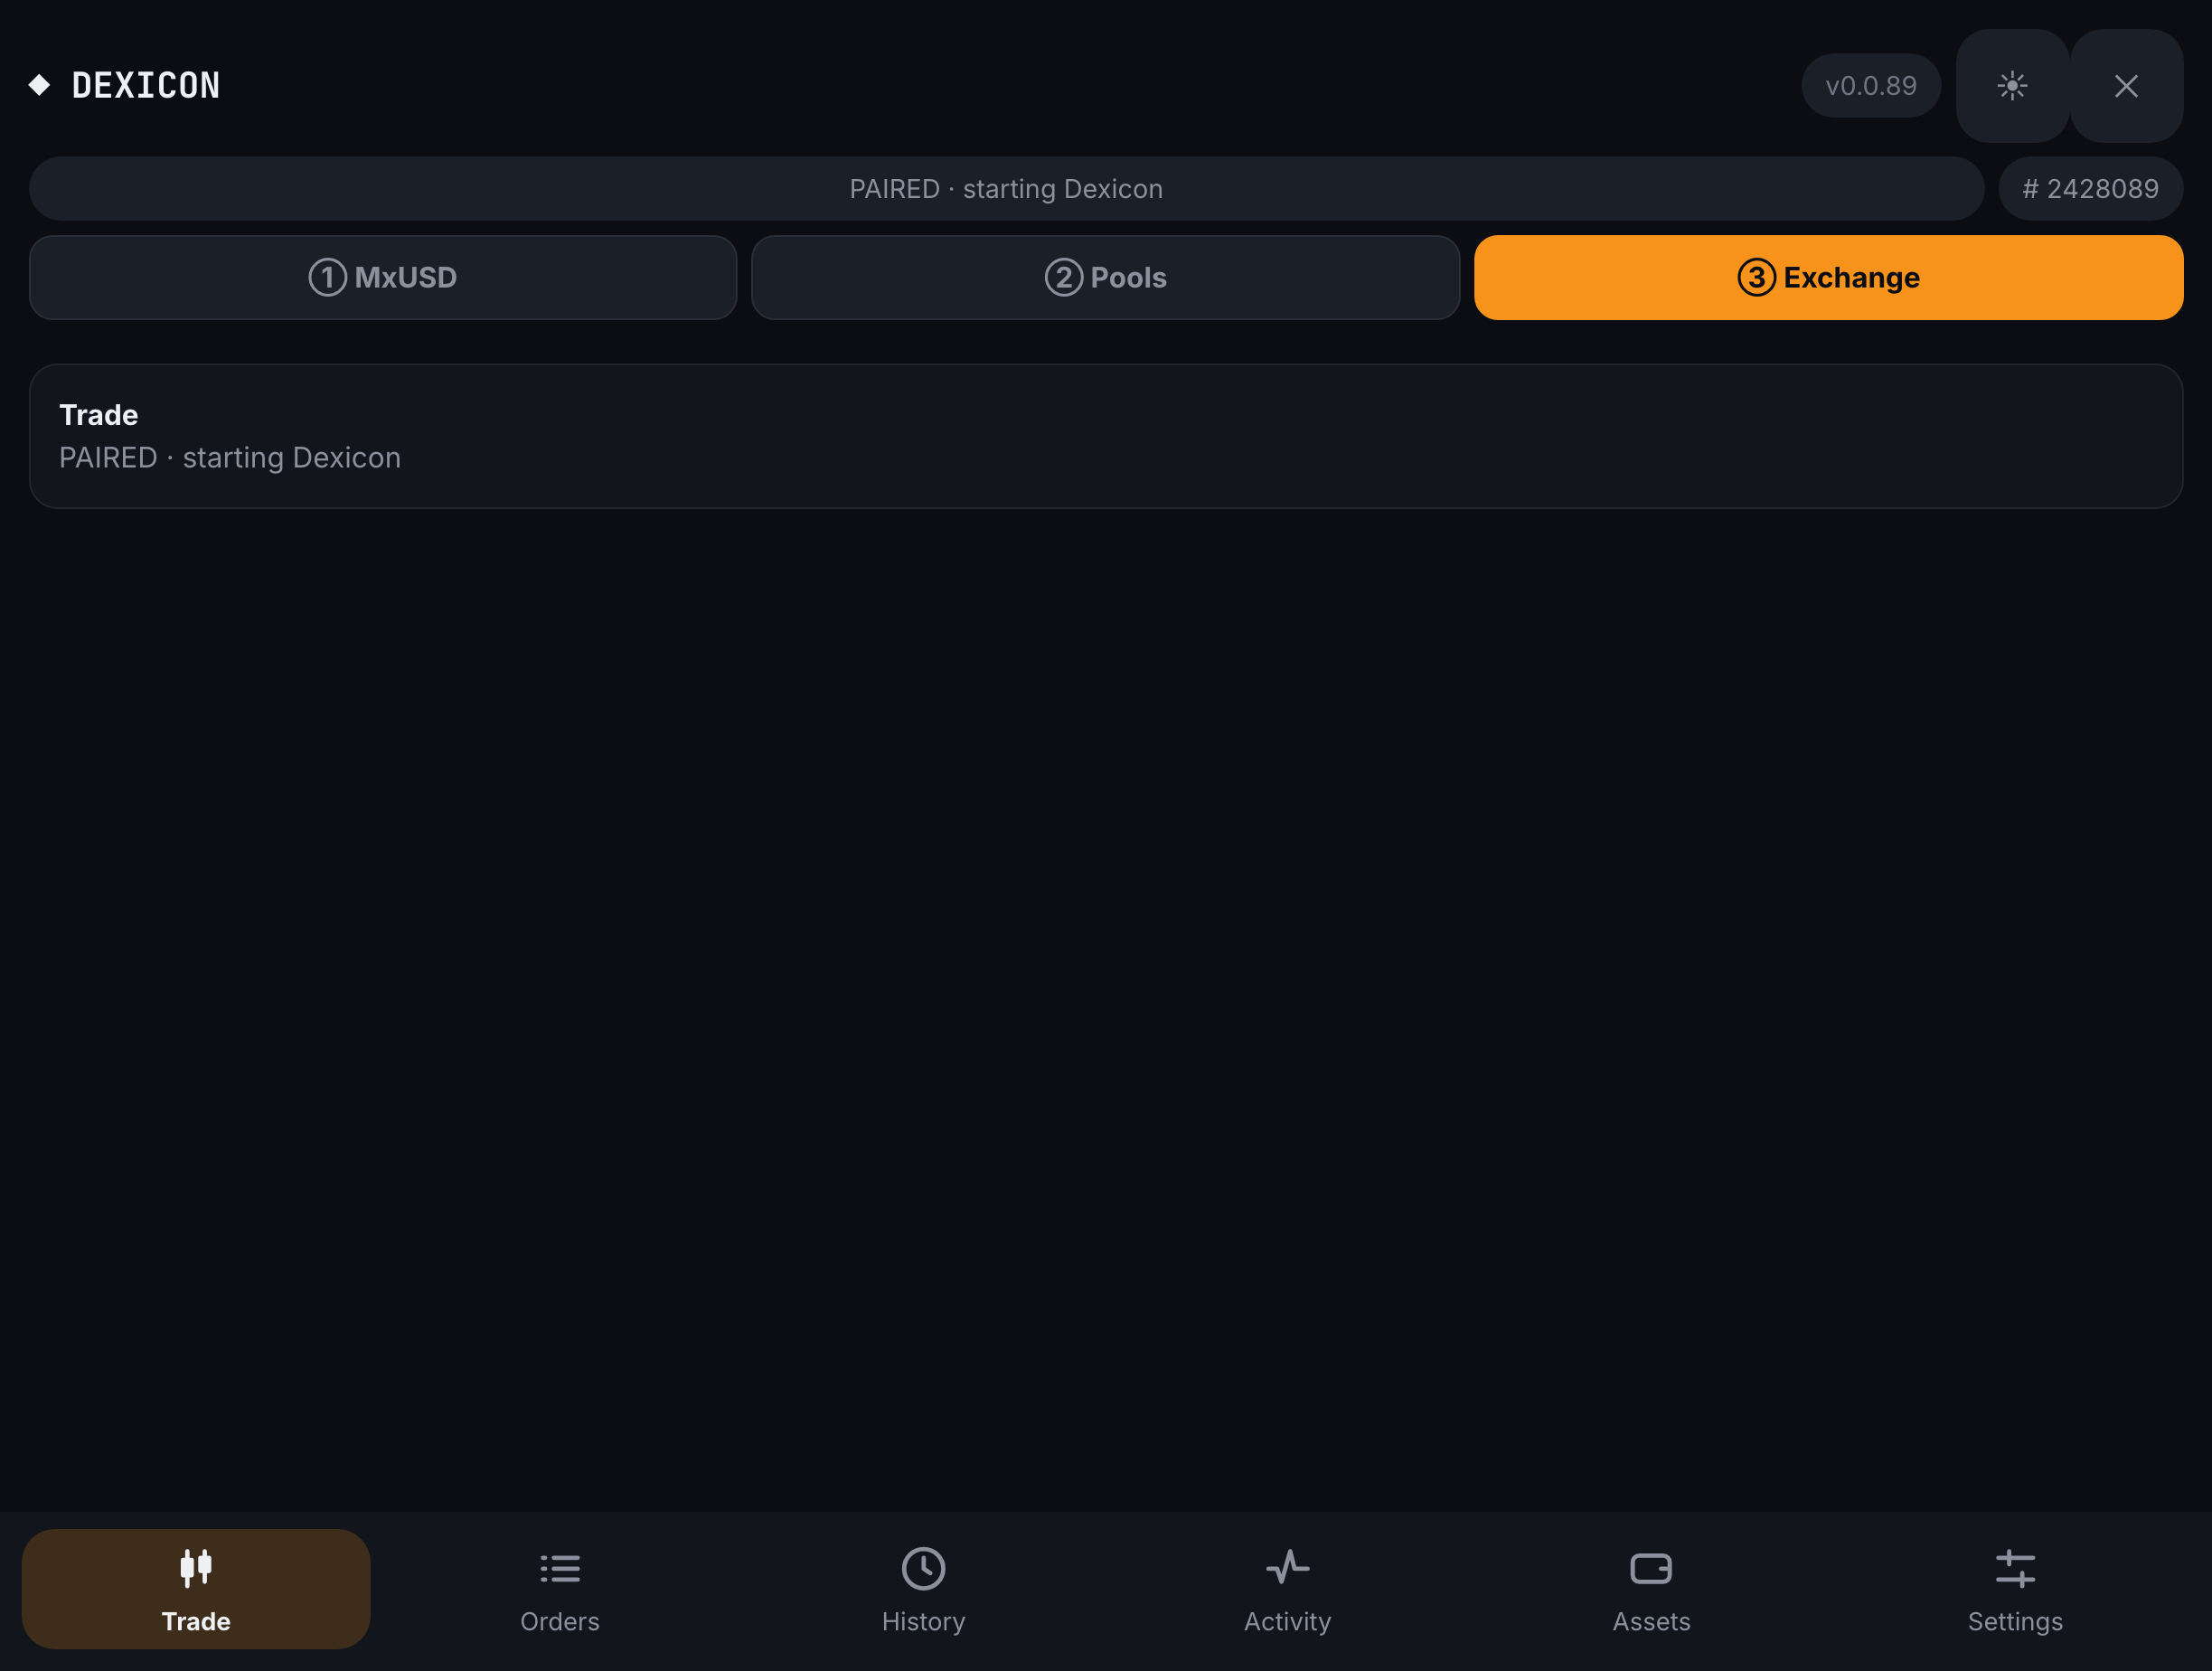 ◆ DEXICON
v0.0.89
PAIRED · starting Dexicon
# 2428089
① MxUSD
② Pools
③ Exchange
Trade
PAIRED · starting Dexicon
Trade
Orders
History
Activity
Assets
Settings